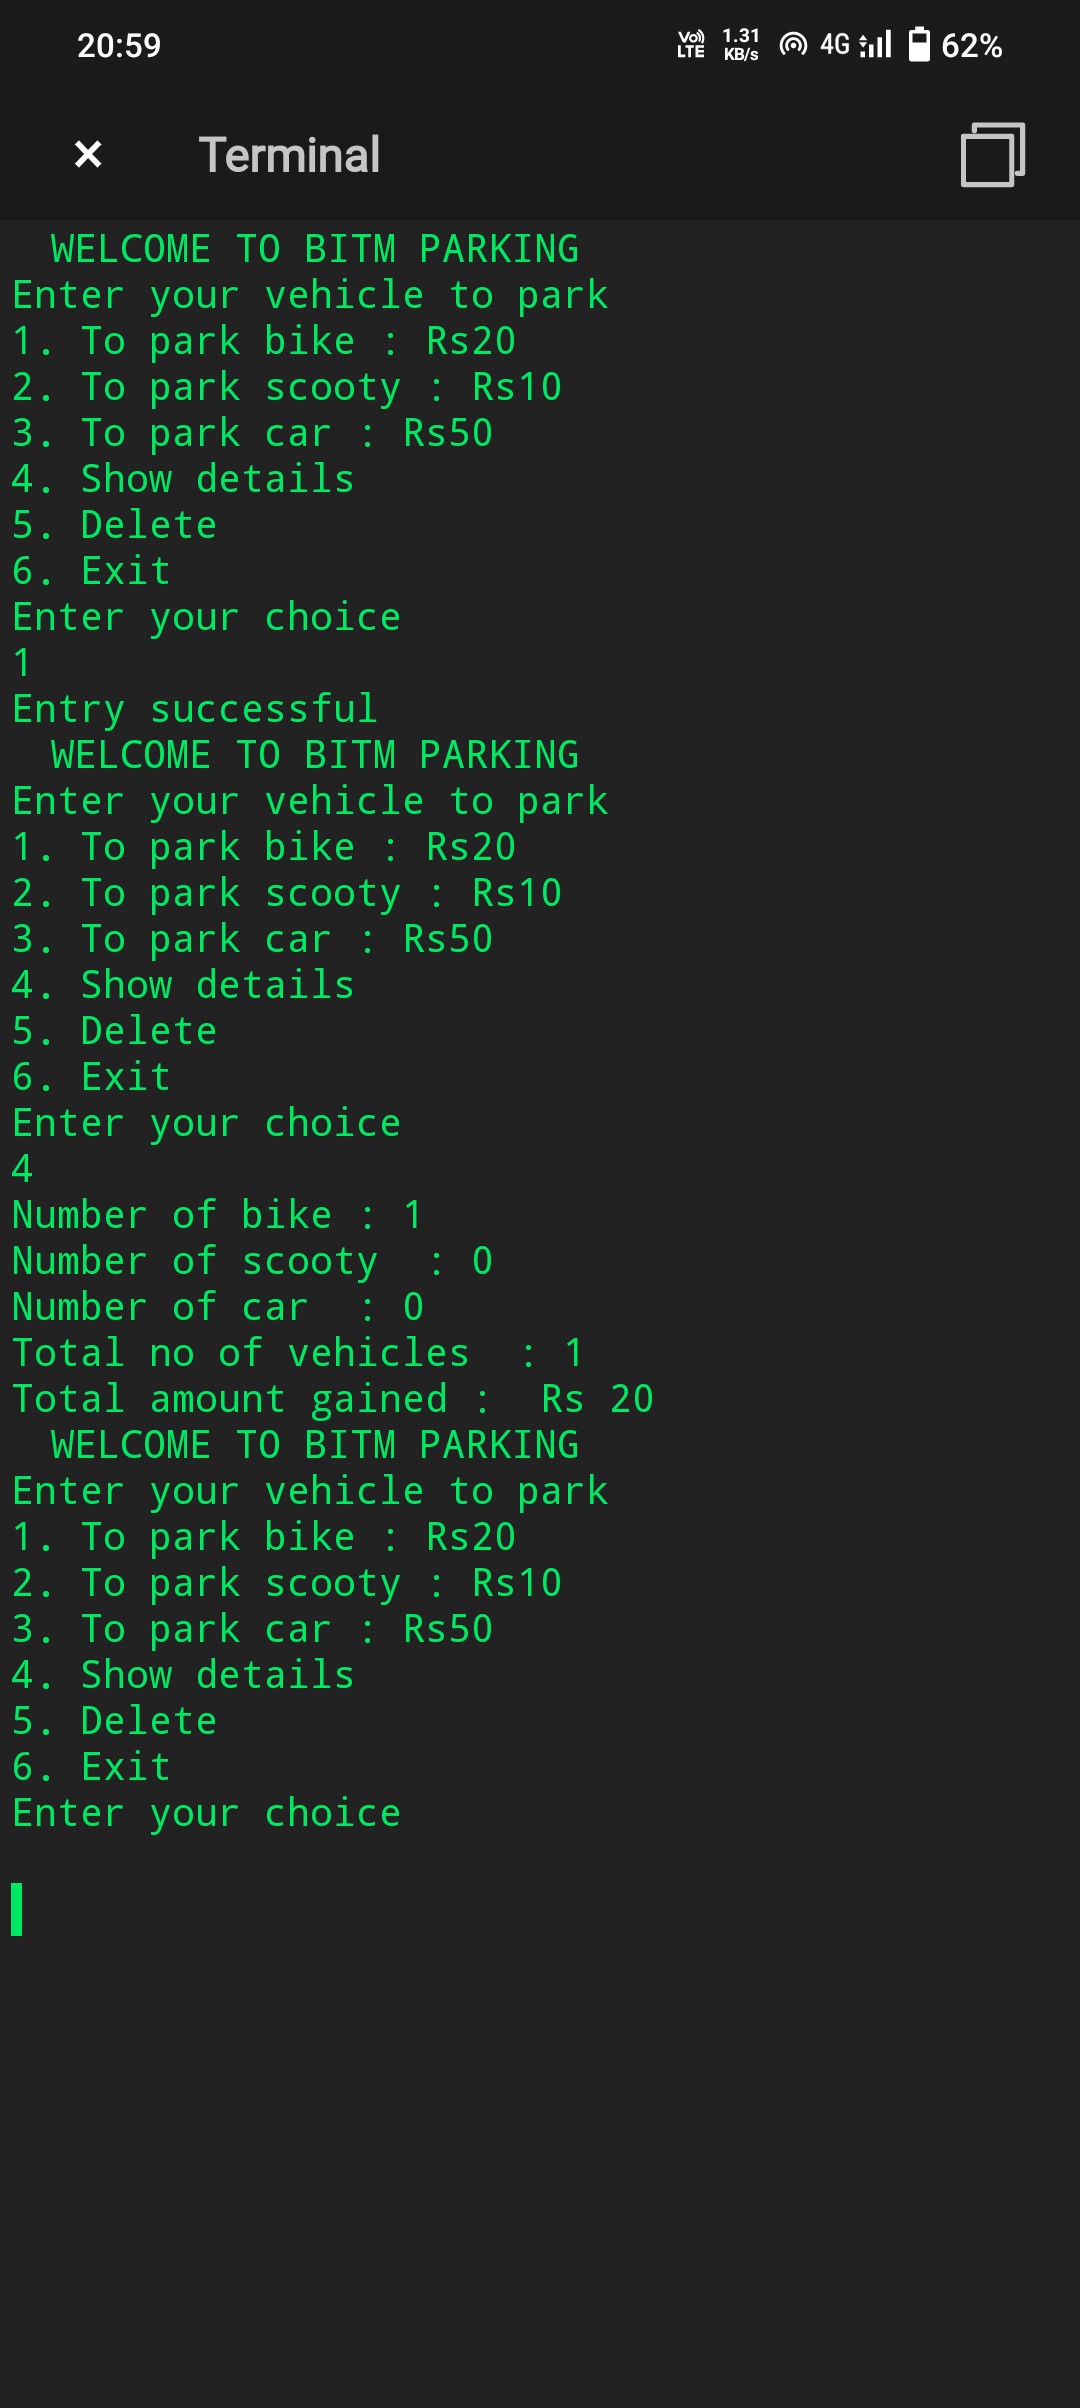 20:59
Vo) LTE 1.31 KB/s 4G 62%
Terminal
WELCOME TO BITM PARKING
Enter your vehicle to park
1. To park bike : Rs20
2. To park scooty : Rs10
3. To park car : Rs50
4. Show details
5. Delete
6. Exit
Enter your choice
1
Entry successful
WELCOME TO BITM PARKING
Enter your vehicle to park
1. To park bike : Rs20
2. To park scooty : Rs10
3. To park car : Rs50
4. Show details
5. Delete
6. Exit
Enter your choice
4
Number of bike : 1
Number of scooty  : 0
Number of car  : 0
Total no of vehicles  : 1
Total amount gained :  Rs 20
WELCOME TO BITM PARKING
Enter your vehicle to park
1. To park bike : Rs20
2. To park scooty : Rs10
3. To park car : Rs50
4. Show details
5. Delete
6. Exit
Enter your choice